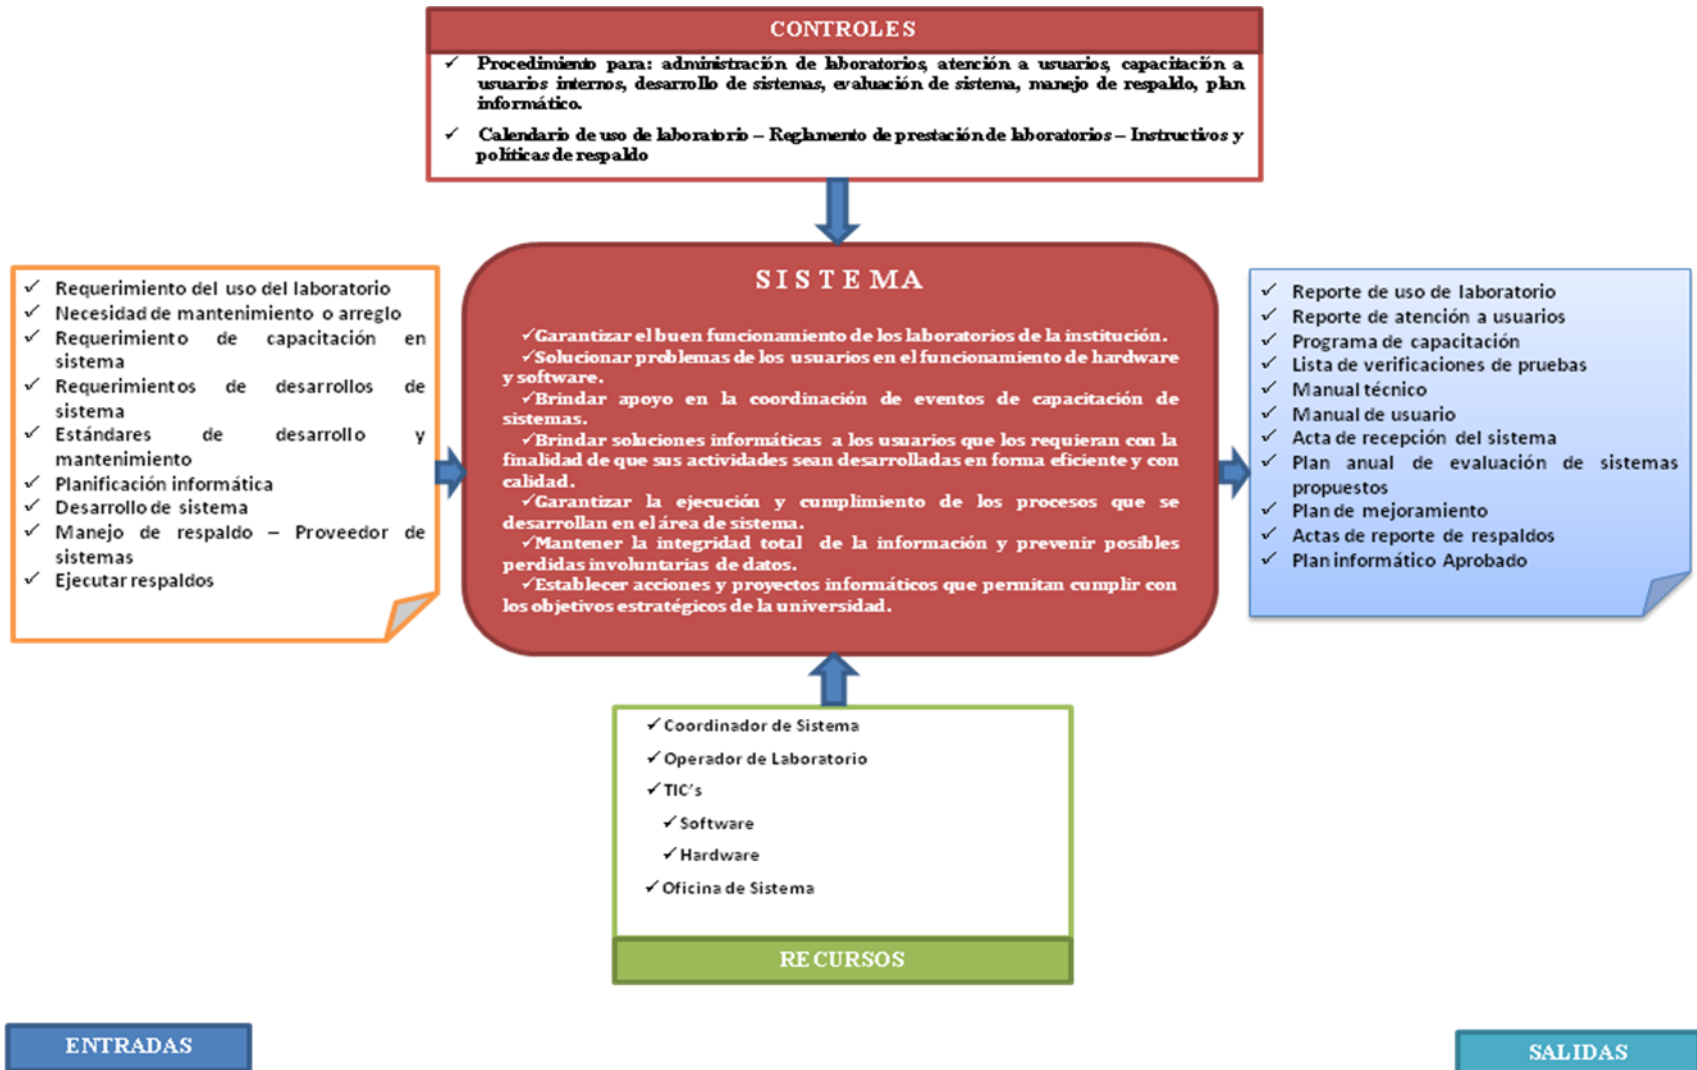 CONTROLES
✓ Procedimiento para: administración de laboratorios, atención a usuarios, capacitación a
usuarios internos, desarrollo de sistemas, evaluación de sistema, manejo de respaldo, plan
informático.
✓ Calendario de uso de laboratorio – Reglamento de prestación de laboratorios – Instructivos y
políticas de respaldo
✓ Requerimiento del uso del laboratorio
✓ Necesidad de mantenimiento o arreglo
✓ Requerimiento de capacitación en
sistema
✓ Requerimientos de desarrollos de
sistema
✓ Estándares de desarrollo y
mantenimiento
✓ Planificación informática
✓ Desarrollo de sistema
✓ Manejo de respaldo – Proveedor de
sistemas
✓ Ejecutar respaldos
SISTEMA
✓Garantizar el buen funcionamiento de los laboratorios de la institución.
✓Solucionar problemas de los usuarios en el funcionamiento de hardware
y software.
✓Brindar apoyo en la coordinación de eventos de capacitación de
sistemas.
✓Brindar soluciones informáticas a los usuarios que los requieran con la
finalidad de que sus actividades sean desarrolladas en forma eficiente y con
calidad.
✓Garantizar la ejecución y cumplimiento de los procesos que se
desarrollan en el área de sistema.
✓Mantener la integridad total de la información y prevenir posibles
perdidas involuntarias de datos.
✓Establecer acciones y proyectos informáticos que permitan cumplir con
los objetivos estratégicos de la universidad.
✓ Reporte de uso de laboratorio
✓ Reporte de atención a usuarios
✓ Programa de capacitación
✓ Lista de verificaciones de pruebas
✓ Manual técnico
✓ Manual de usuario
✓ Acta de recepción del sistema
✓ Plan anual de evaluación de sistemas
propuestos
✓ Plan de mejoramiento
✓ Actas de reporte de respaldos
✓ Plan informático Aprobado
✓ Coordinador de Sistema
✓ Operador de Laboratorio
✓ TIC's
✓ Software
✓ Hardware
✓ Oficina de Sistema
RECURSOS
ENTRADAS
SALIDAS